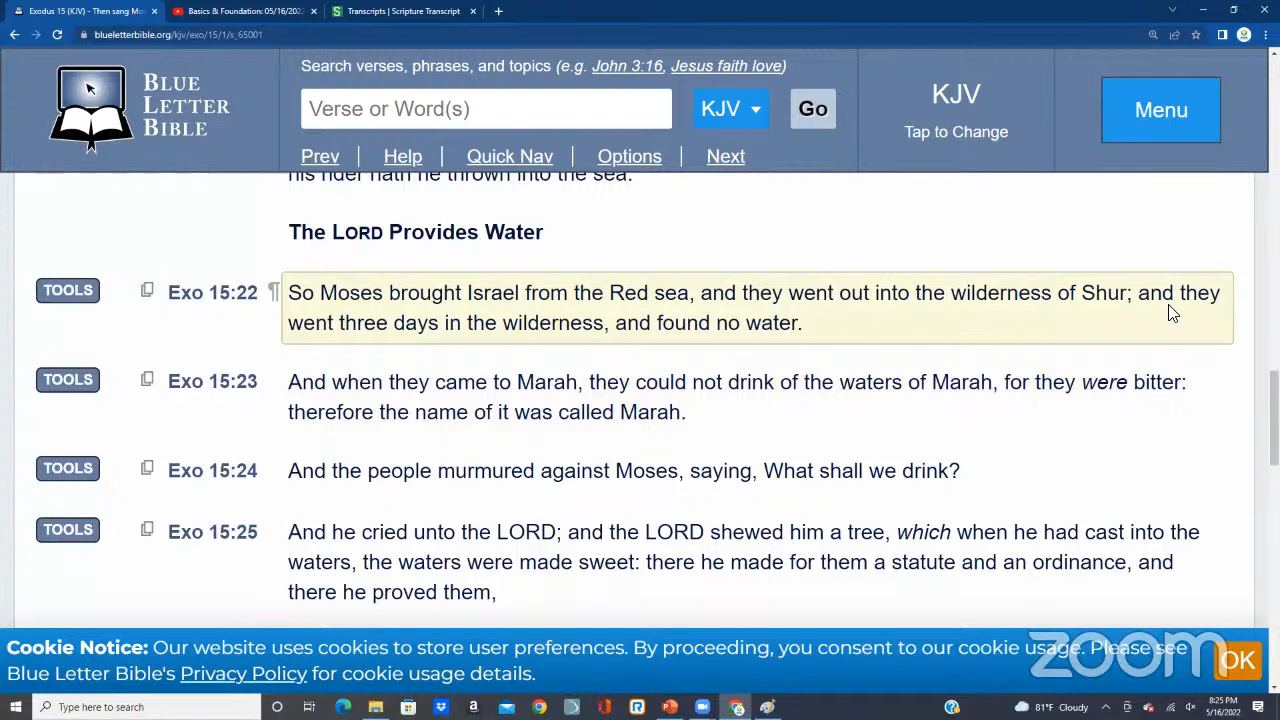 Exodus 15 (KJV) - Then sang Mo
Basics & Foundation: 05/16/2022
Transcripts | Scripture Transcript
blueletterbible.org/kjv/exo/15/1/s_65001
BLUE
LETTER
BIBLE
Search verses, phrases, and topics (e.g. John 3:16, Jesus faith love)
Verse or Word(s)
KJV
Go
Prev | Help | Quick Nav | Options | Next
KJV
Tap to Change
Menu
his rider hath he thrown into the sea.
The LORD Provides Water
TOOLS Exo 15:22 ¶ So Moses brought Israel from the Red sea, and they went out into the wilderness of Shur; and they
went three days in the wilderness, and found no water.
TOOLS Exo 15:23 And when they came to Marah, they could not drink of the waters of Marah, for they were bitter:
therefore the name of it was called Marah.
TOOLS Exo 15:24 And the people murmured against Moses, saying, What shall we drink?
TOOLS Exo 15:25 And he cried unto the LORD; and the LORD shewed him a tree, which when he had cast into the
waters, the waters were made sweet: there he made for them a statute and an ordinance, and
there he proved them,
Cookie Notice: Our website uses cookies to store user preferences. By proceeding, you consent to our cookie usage. Please see
Blue Letter Bible's Privacy Policy for cookie usage details.
OK
zoom
Type here to search
81°F Cloudy
8:25 PM
5/16/2022